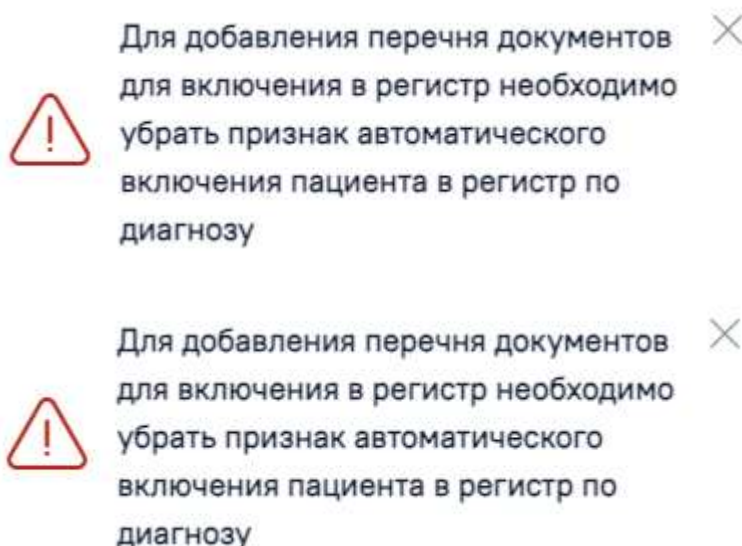 Для добавления перечня документов
для включения в регистр необходимо
убрать признак автоматического
включения пациента в регистр по
диагнозу
Для добавления перечня документов
для включения в регистр необходимо
убрать признак автоматического
включения пациента в регистр по
диагнозу